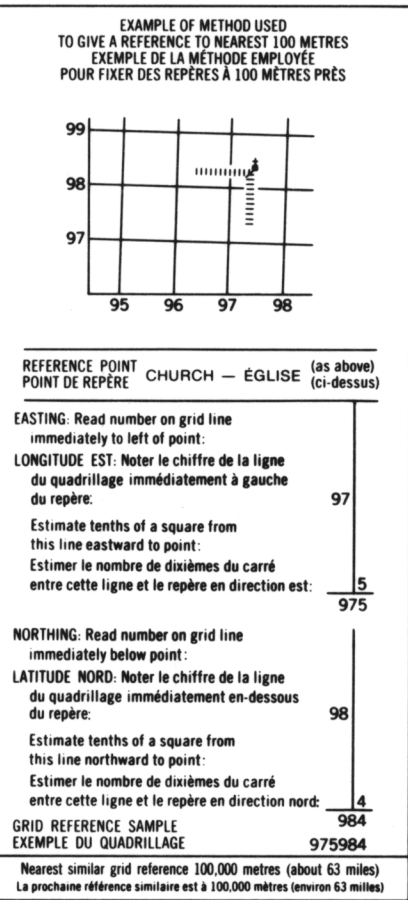 EXAMPLE OF METHOD USED
TO GIVE A REFERENCE TO NEAREST 100 METRES
EXEMPLE DE LA MÉTHODE EMPLOYÉE
POUR FIXER DES REPÈRES À 100 MÈTRES PRÈS
99
98
97
95 96 97 98
REFERENCE POINT
POINT DE REPÈRE
CHURCH — ÉGLISE
(as above)
(ci-dessus)
EASTING: Read number on grid line
immediately to left of point:
LONGITUDE EST: Noter le chiffre de la ligne
du quadrillage immédiatement à gauche
du repère: 97
Estimate tenths of a square from
this line eastward to point:
Estimer le nombre de dixièmes du carré
entre cette ligne et le repère en direction est: 5
975
NORTHING: Read number on grid line
immediately below point:
LATITUDE NORD: Noter le chiffre de la ligne
du quadrillage immédiatement en-dessous
du repère: 98
Estimate tenths of a square from
this line northward to point:
Estimer le nombre de dixièmes du carré
entre cette ligne et le repère en direction nord: 4
984
GRID REFERENCE SAMPLE
EXEMPLE DU QUADRILLAGE 975984
Nearest similar grid reference 100,000 metres (about 63 miles)
La prochaine référence similaire est à 100,000 mètres (environ 63 milles)